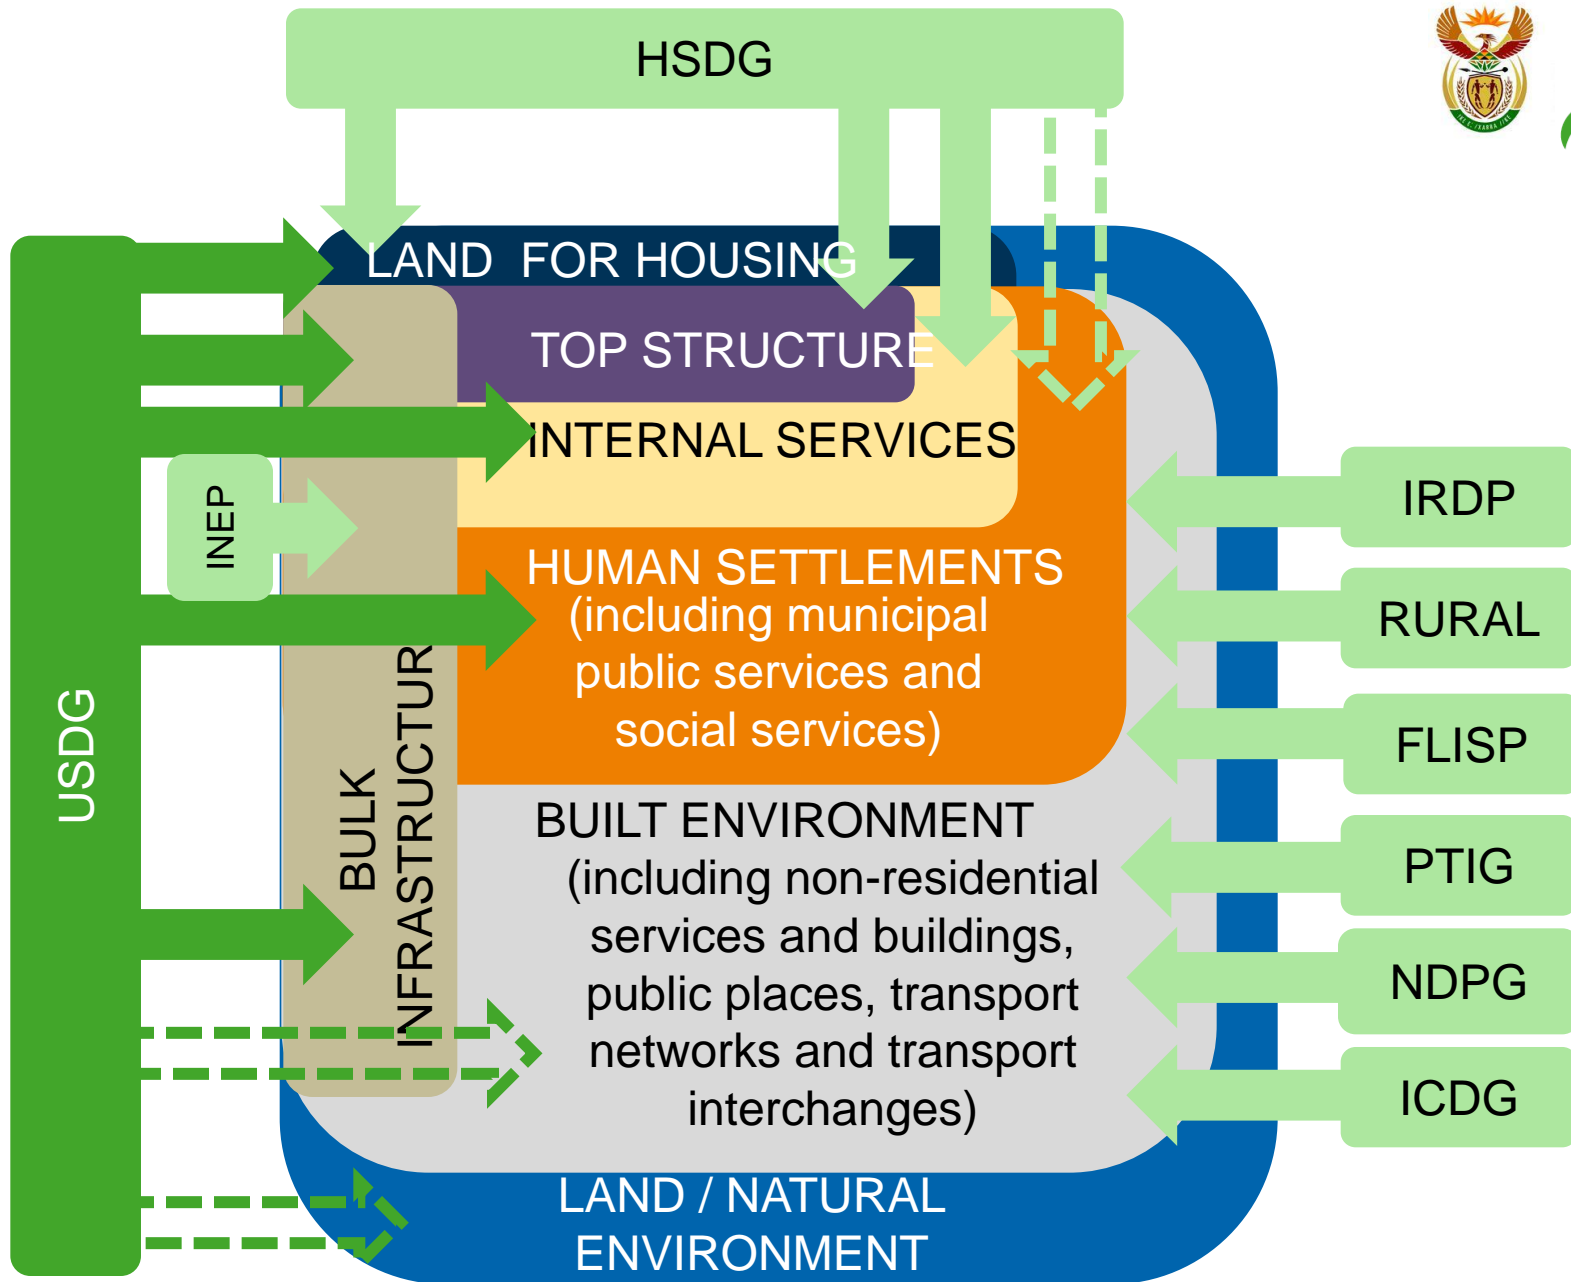 HSDG
LAND FOR HOUSING
TOP STRUCTURE
INTERNAL SERVICES
HUMAN SETTLEMENTS
(including municipal
public services and
social services)
BUILT ENVIRONMENT
(including non-residential
services and buildings,
public places, transport
networks and transport
interchanges)
LAND / NATURAL
ENVIRONMENT
USDG
INEP
BULK
INFRASTRUCTUR
IRDP
RURAL
FLISP
PTIG
NDPG
ICDG